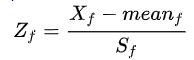 Z_f = \frac{X_f - mean_f}{S_f}